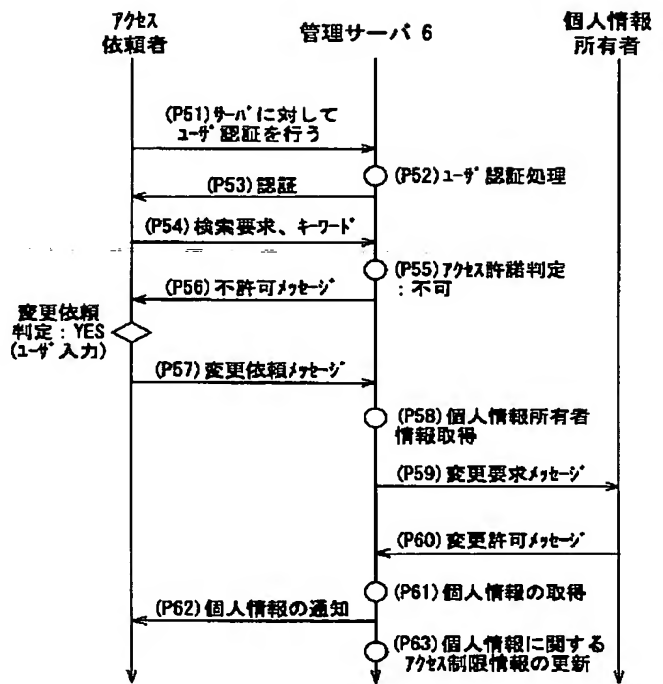 アクセス
依頼者
管理サーバ 6
個人情報
所有者
(P51)サーバに対して
ユーザ認証を行う
(P52)ユーザ認証処理
(P53)認証
(P54)検索要求、キーワード
(P55)アクセス許諾判定
:不可
(P56)不許可メッセージ
変更依頼
判定:YES
(ユーザ入力)
(P57)変更依頼メッセージ
(P58)個人情報所有者
情報取得
(P59)変更要求メッセージ
(P60)変更許可メッセージ
(P61)個人情報の取得
(P62)個人情報の通知
(P63)個人情報に関する
アクセス制限情報の更新